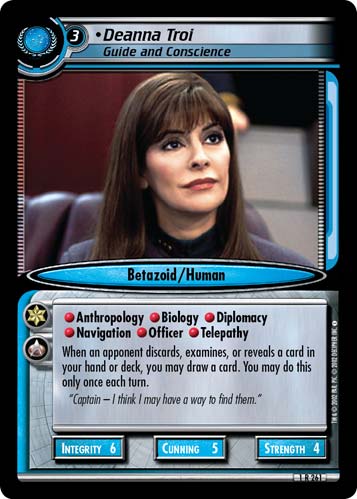 3 •Deanna Troi
Guide and Conscience
Betazoid/Human
Anthropology Biology Diplomacy
Navigation Officer Telepathy
When an opponent discards, examines, or reveals a card in
your hand or deck, you may draw a card. You may do this
only once each turn.
"Captain – I think I may have a way to find them."
Integrity 6 Cunning 5 Strength 4
1 R 261